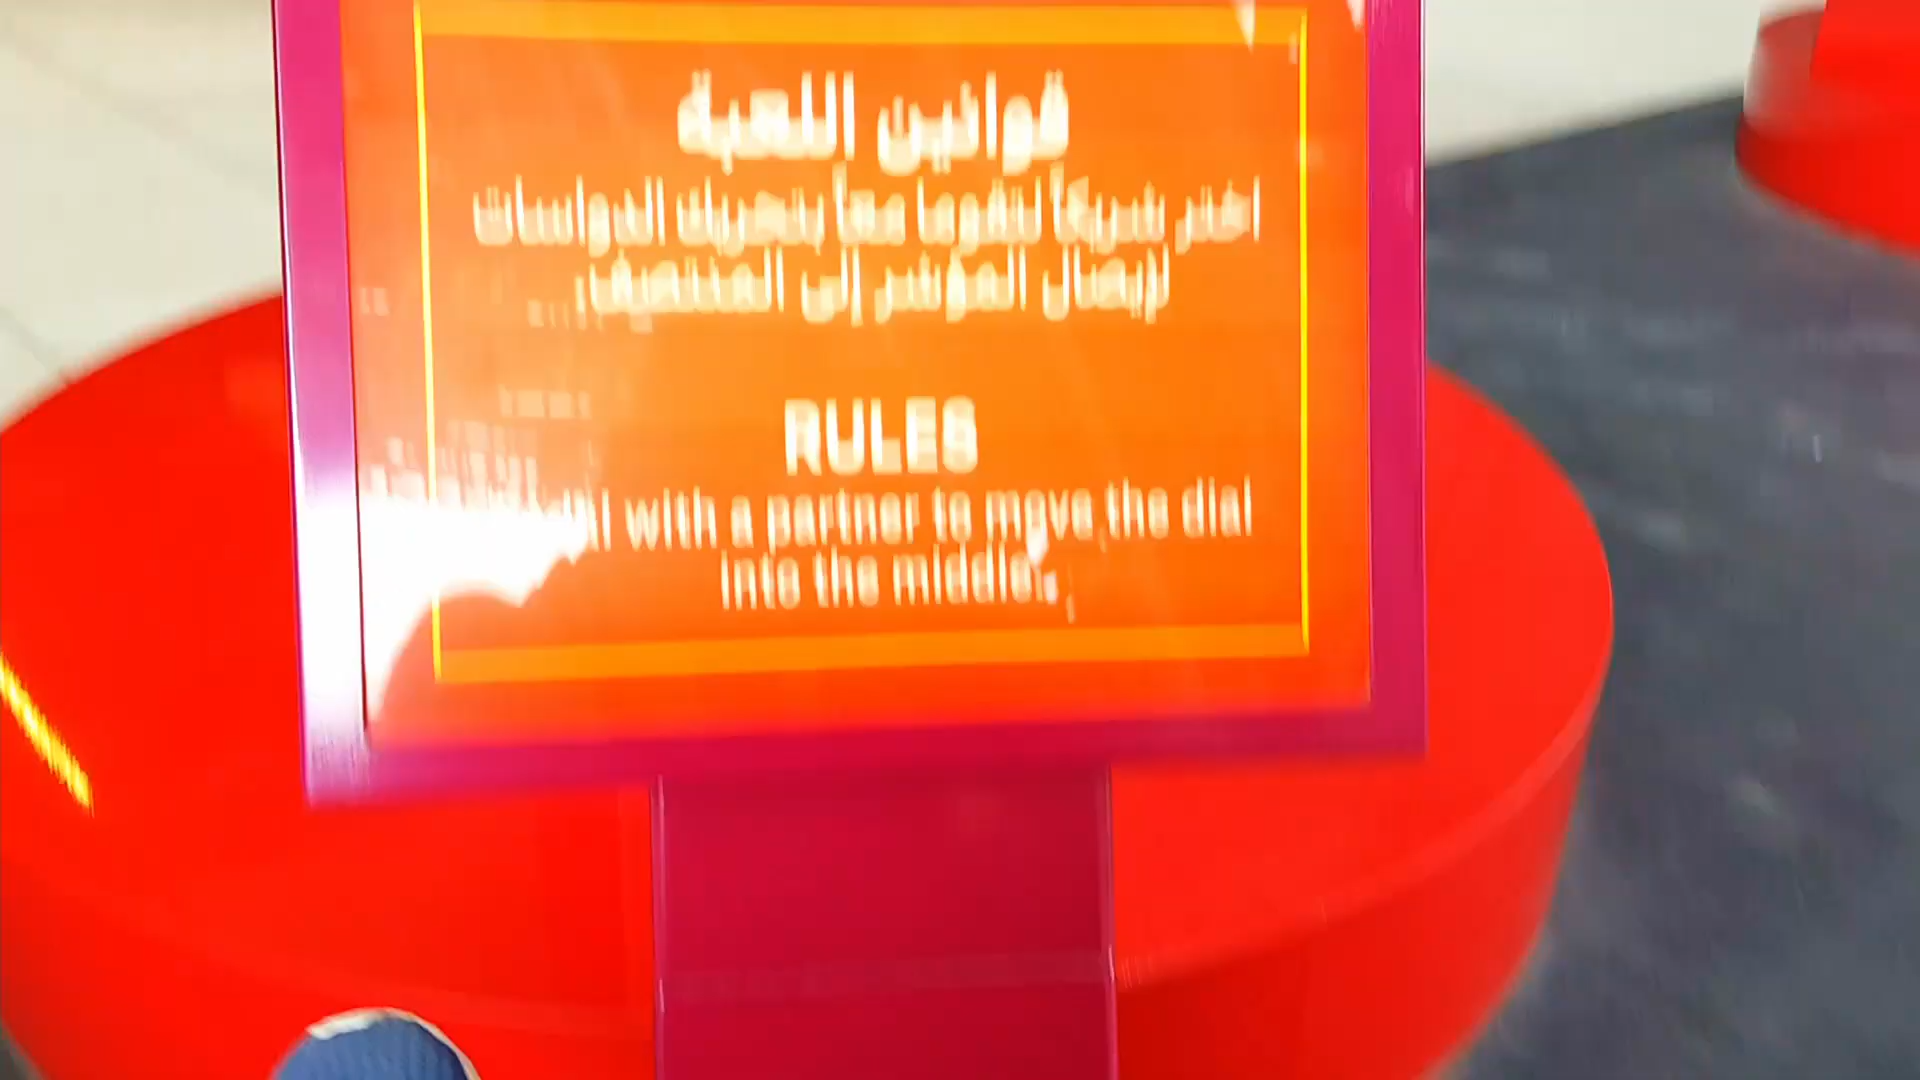 قوانين اللعبة
اختر شريكاً لتقوما معاً بتحريك الدواسات
لإيصال المؤشر إلى المنتصف.
RULES
with a partner to move the dial
into the middle.